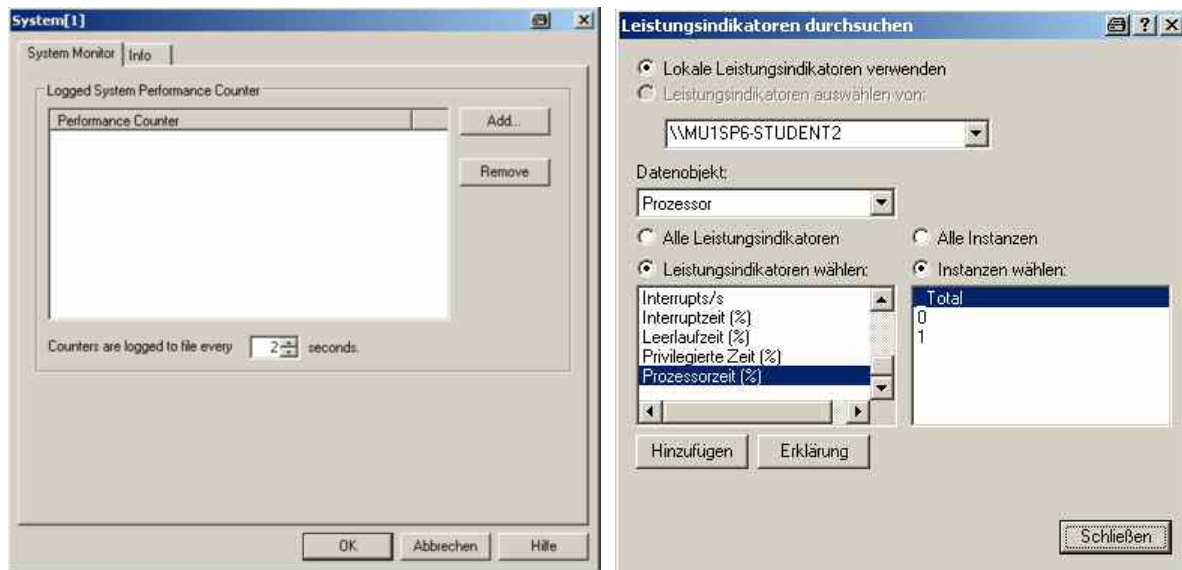 System[1]
System Monitor
Info
Logged System Performance Counter
Performance Counter
Add...
Remove
Counters are logged to file every 2 seconds.
OK
Abbrechen
Hilfe
Leistungsindikatoren durchsuchen
Lokale Leistungsindikatoren verwenden
Leistungsindikatoren auswählen von:
\\MU1SP6-STUDENT2
Datenobjekt:
Prozessor
Alle Leistungsindikatoren
Alle Instanzen
Leistungsindikatoren wählen:
Instanzen wählen:
Interrupts/s
Interruptzeit (%)
Leerlaufzeit (%)
Privilegierte Zeit (%)
Prozessorzeit (%)
_Total
0
1
Hinzufügen
Erklärung
Schließen